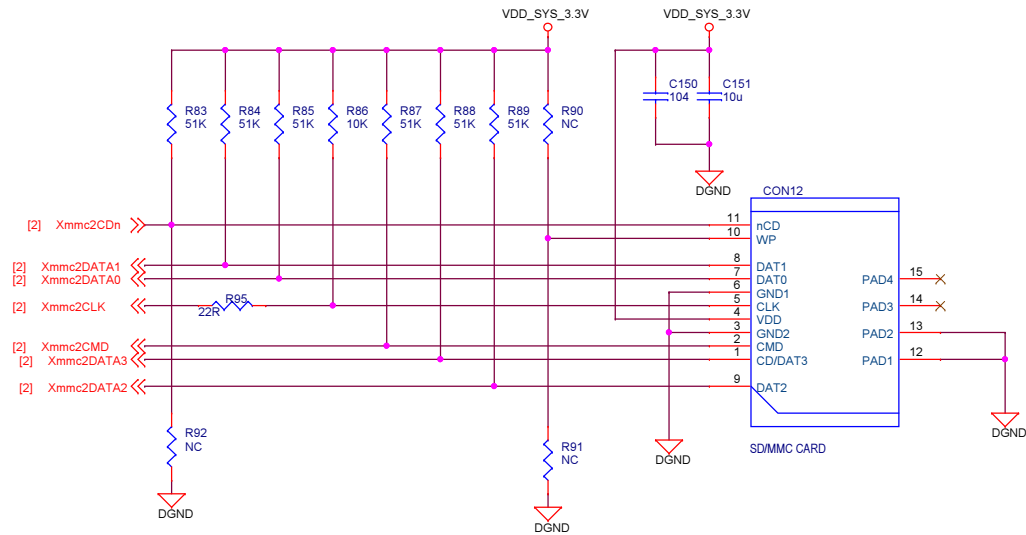 VDD_SYS_3.3V
VDD_SYS_3.3V
R83
51K
R84
51K
R85
51K
R86
10K
R87
51K
R88
51K
R89
51K
R90
NC
C150
104
C151
10u
DGND
CON12
[2] Xmmc2CDn
11 nCD
10 WP
[2] Xmmc2DATA1
8 DAT1
[2] Xmmc2DATA0
7 DAT0
PAD4 15
6 GND1
[2] Xmmc2CLK
R95
22R
5 CLK
PAD3 14
4 VDD
3 GND2
PAD2 13
[2] Xmmc2CMD
2 CMD
[2] Xmmc2DATA3
1 CD/DAT3
PAD1 12
[2] Xmmc2DATA2
9 DAT2
R92
NC
R91
NC
DGND
DGND
SD/MMC CARD
DGND
DGND